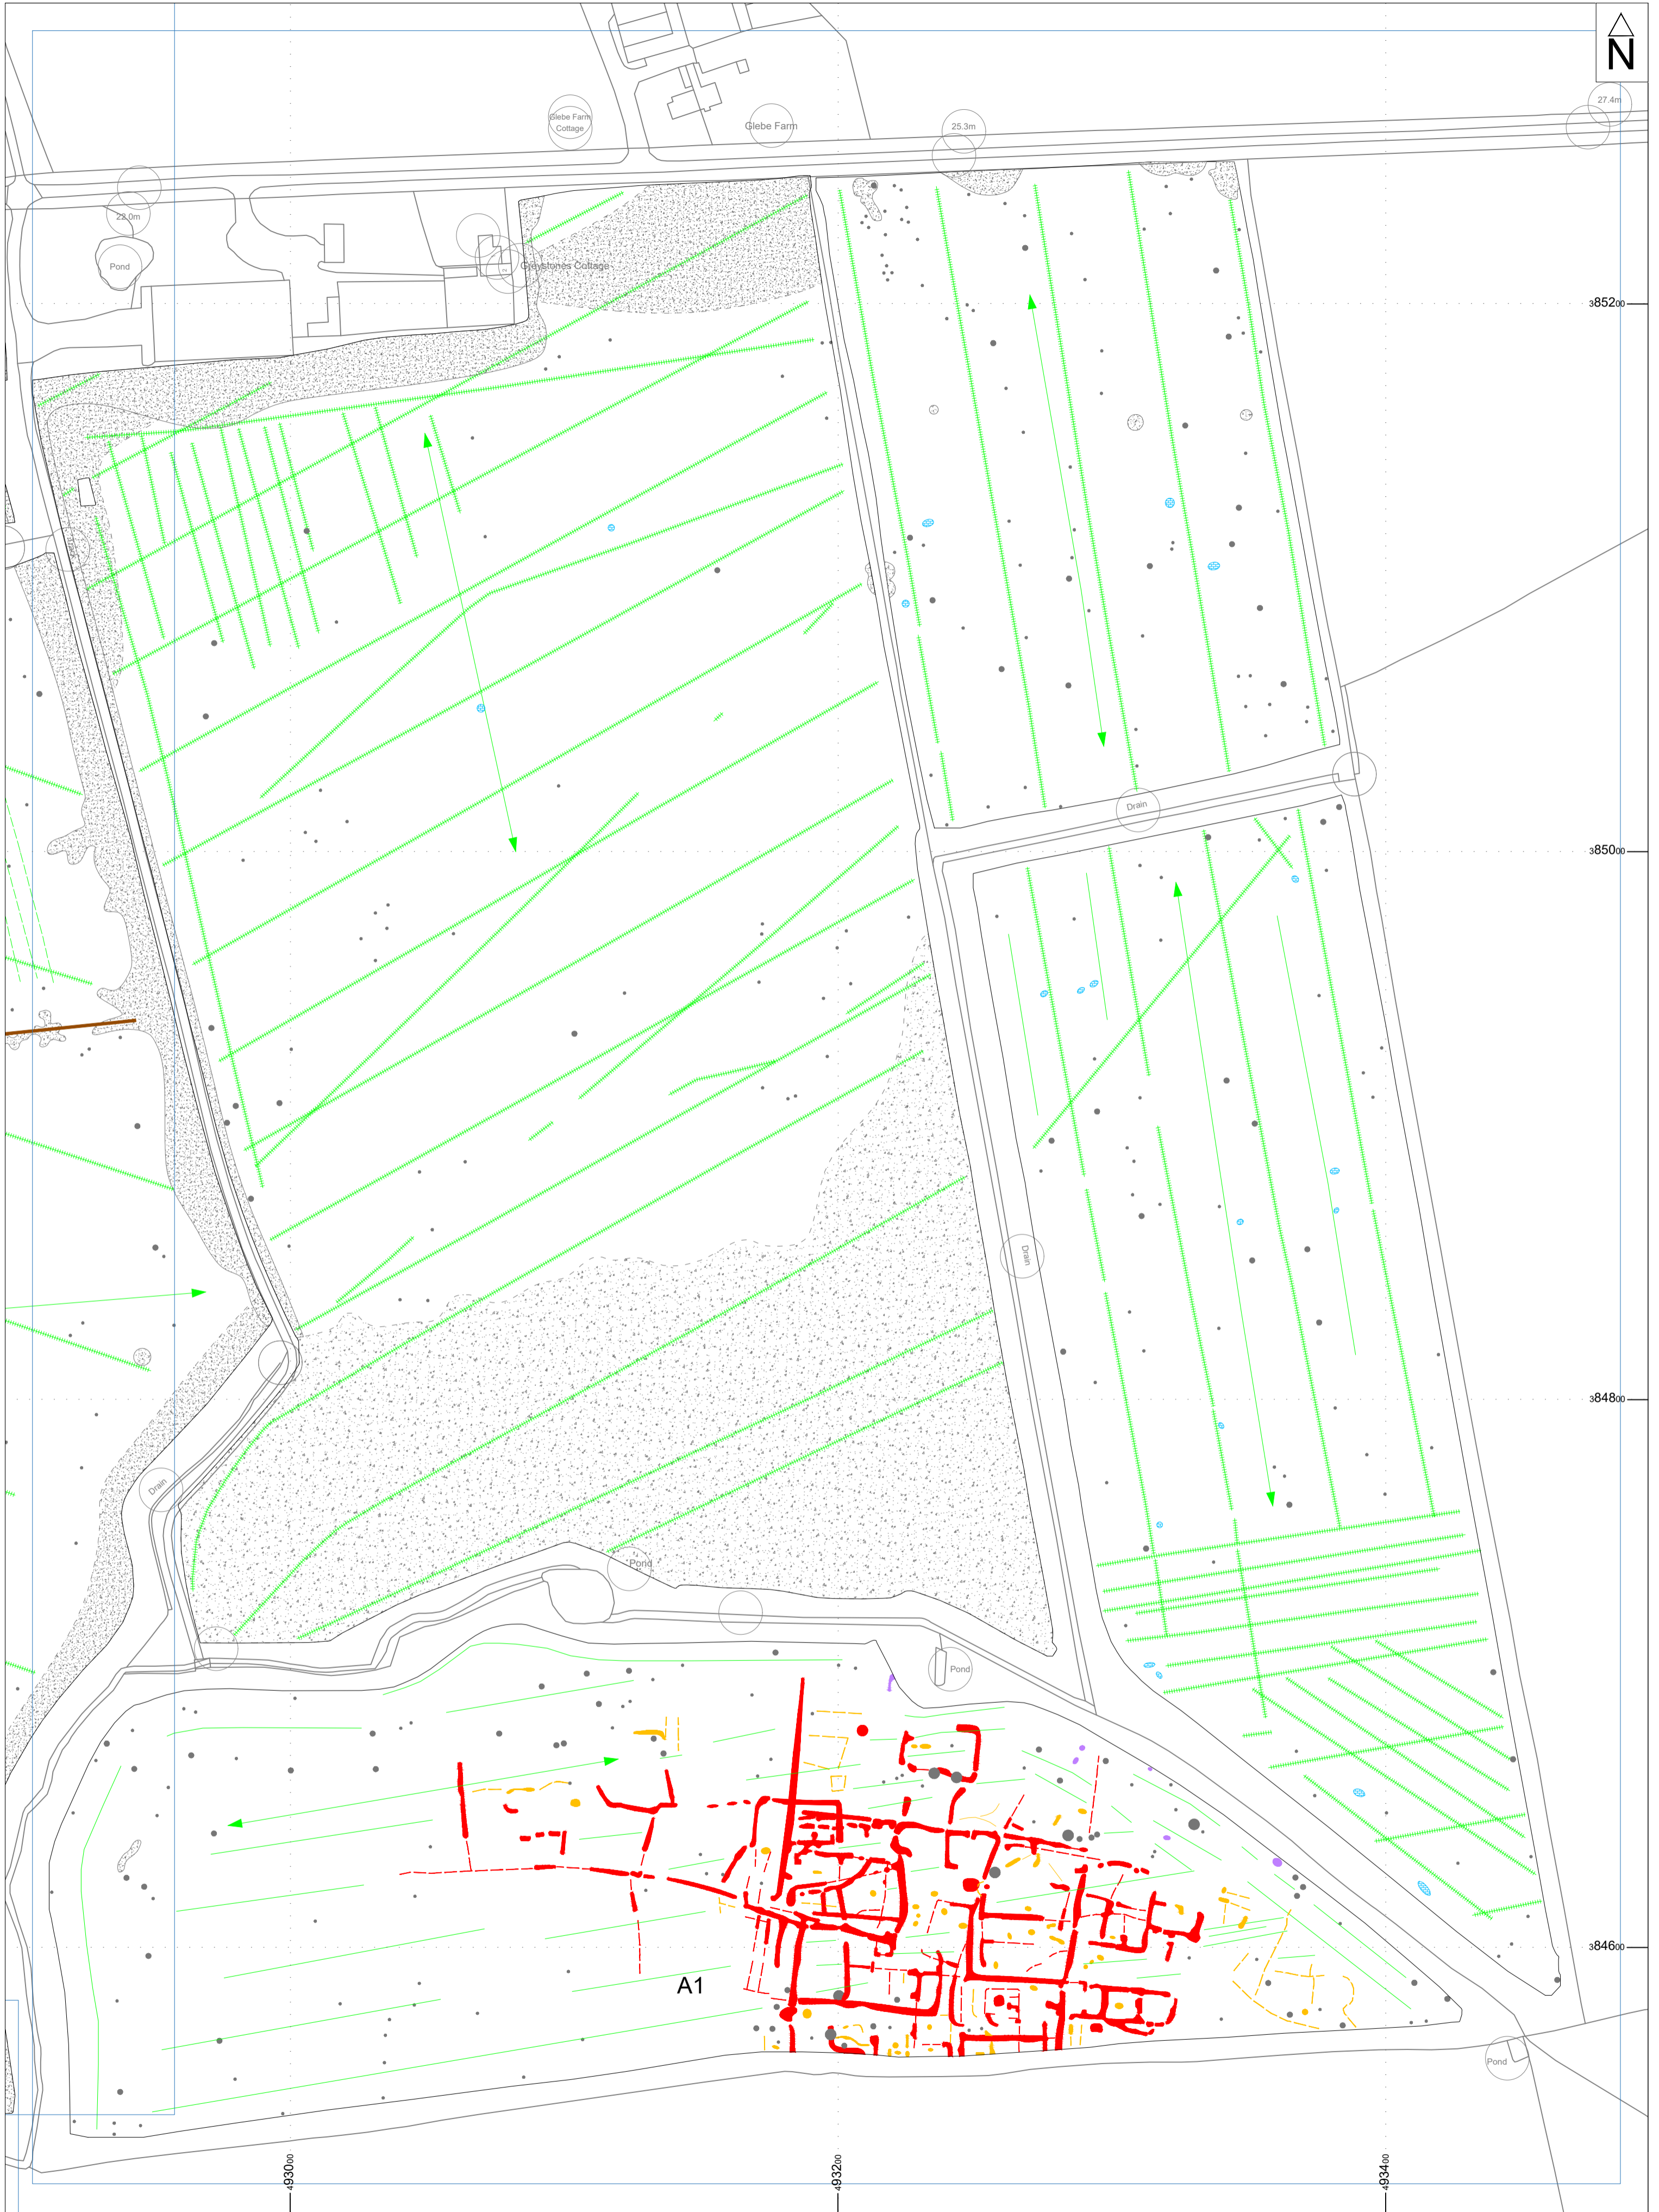 N
27.4m
Glebe Farm
Cottage
Glebe Farm
25.3m
22.0m
Pond
Greystones Cottage
385200
Drain
385000
Drain
384800
Drain
Pond
Pond
384600
A1
Pond
493000
493200
493400